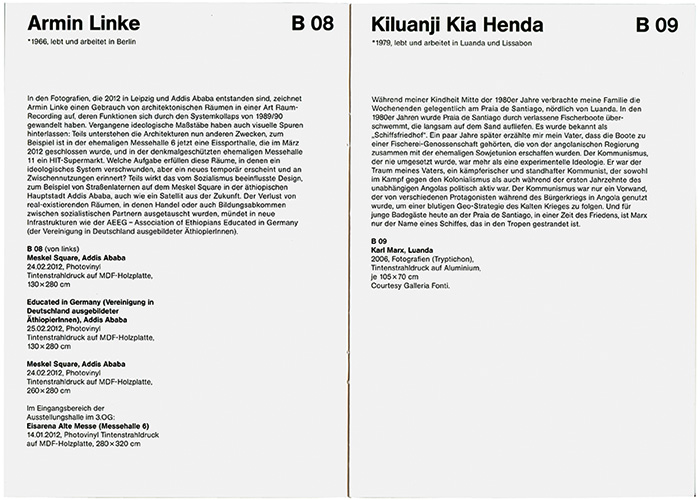 Armin Linke B 08
*1966, lebt und arbeitet in Berlin
In den Fotografien, die 2012 in Leipzig und Addis Ababa entstanden sind, zeichnet
Armin Linke einen Gebrauch von architektonischen Räumen in einer Art Raum-
Recording auf, deren Funktionen sich durch den Systemkollaps von 1989/90
gewandelt haben. Vergangene ideologische Maßstäbe haben auch visuelle Spuren
hinterlassen: Teils unterstehen die Architekturen nun anderen Zwecken, zum
Beispiel ist in der ehemaligen Messehalle 6 jetzt eine Eissporthalle, die im März
2012 geschlossen wurde, und in der denkmalgeschützten ehemaligen Messehalle
11 ein HIT-Supermarkt. Welche Aufgabe erfüllen diese Räume, in denen ein
ideologisches System verschwunden, aber ein neues temporär erscheint und an
Zwischennutzungen erinnert? Teils wirkt das vom Sozialismus beeinflusste Design,
zum Beispiel von Straßenlaternen auf dem Meskel Square in der äthiopischen
Hauptstadt Addis Ababa, auch wie ein Satellit aus der Zukunft. Der Verlust von
real-existierenden Räumen, in denen Handel oder auch Bildungsabkommen
zwischen sozialistischen Partnern ausgetauscht wurden, mündet in neue
Infrastrukturen wie der AEEG – Association of Ethiopians Educated in Germany
(der Vereinigung in Deutschland ausgebildeter ÄthiopierInnen).
B 08 (von links)
Meskel Square, Addis Ababa
24.02.2012, Photovinyl
Tintenstrahldruck auf MDF-Holzplatte,
130 × 280 cm
Educated in Germany (Vereinigung in
Deutschland ausgebildeter
ÄthiopierInnen), Addis Ababa
25.02.2012, Photovinyl
Tintenstrahldruck auf MDF-Holzplatte,
130 × 280 cm
Meskel Square, Addis Ababa
24.02.2012, Photovinyl
Tintenstrahldruck auf MDF-Holzplatte,
260 × 280 cm
Im Eingangsbereich der
Ausstellungshalle im 3.OG:
Eisarena Alte Messe (Messehalle 6)
14.01.2012, Photovinyl Tintenstrahldruck
auf MDF-Holzplatte, 280 × 320 cm
Kiluanji Kia Henda B 09
*1979, lebt und arbeitet in Luanda und Lissabon
Während meiner Kindheit Mitte der 1980er Jahre verbrachte meine Familie die
Wochenenden gelegentlich am Praia de Santiago, nördlich von Luanda. In den
1980er Jahren wurde Praia de Santiago durch verlassene Fischerboote über-
schwemmt, die langsam auf dem Sand aufliefen. Es wurde bekannt als
„Schiffsfriedhof“. Ein paar Jahre später erzählte mir mein Vater, dass die Boote zu
einer Fischerei-Genossenschaft gehörten, die von der angolanischen Regierung
zusammen mit der ehemaligen Sowjetunion erschaffen wurden. Der Kommunismus,
der nie umgesetzt wurde, war mehr als eine experimentelle Ideologie. Er war der
Traum meines Vaters, ein kämpferischer und standhafter Kommunist, der sowohl
im Kampf gegen den Kolonialismus als auch während der ersten Jahrzehnte des
unabhängigen Angolas politisch aktiv war. Der Kommunismus war nur ein Vorwand,
der von verschiedenen Protagonisten während des Bürgerkriegs in Angola genutzt
wurde, um einer blutigen Geo-Strategie des Kalten Krieges zu folgen. Und für
junge Badegäste heute an der Praia de Santiago, in einer Zeit des Friedens, ist Marx
nur der Name eines Schiffes, das in den Tropen gestrandet ist.
B 09
Karl Marx, Luanda
2006, Fotografien (Tryptichon),
Tintenstrahldruck auf Aluminium,
je 105 × 70 cm
Courtesy Galleria Fonti.